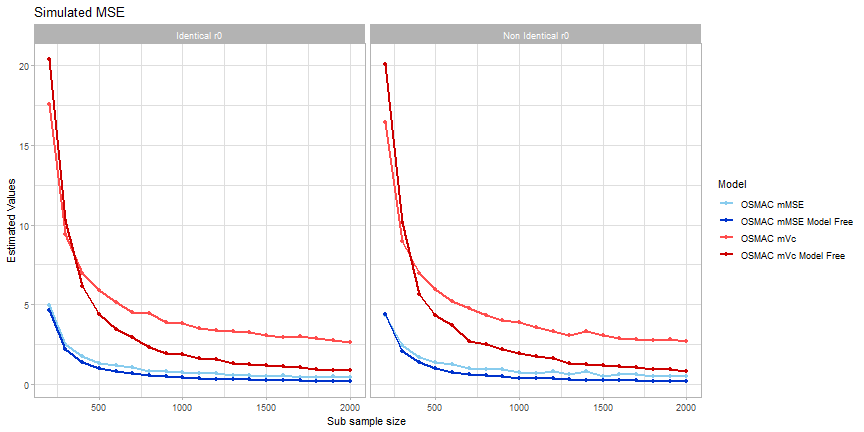 Simulated MSE
Identical r0
Non Identical r0
20
15
10
5
0
Estimated Values
500
1000
1500
2000
500
1000
1500
2000
Sub sample size
Model
OSMAC mMSE
OSMAC mMSE Model Free
OSMAC mVc
OSMAC mVc Model Free